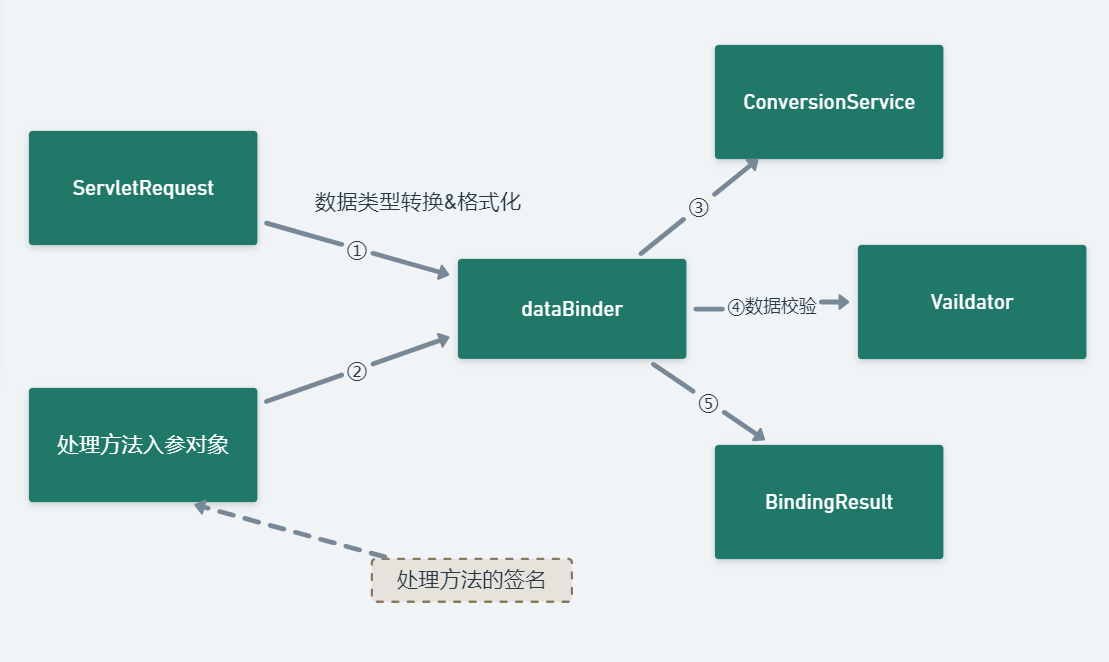 ConversionService
ServletRequest
数据类型转换&格式化
③
①
dataBinder
④数据校验
Vaildator
②
⑤
处理方法入参对象
BindingResult
处理方法的签名